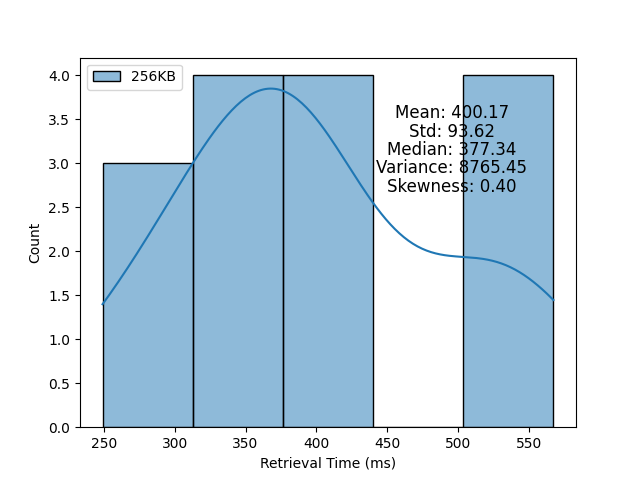 256KB
Mean: 400.17
Std: 93.62
Median: 377.34
Variance: 8765.45
Skewness: 0.40
4.0
3.5
3.0
2.5
2.0
1.5
1.0
0.5
0.0
Count
250 300 350 400 450 500 550
Retrieval Time (ms)